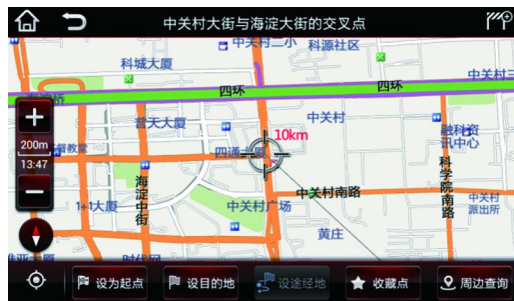 中关村大街与海淀大街的交叉点
中关村二小
科源社区
科城大厦
中关村三
四环
四环
普天大厦
中关村
融科资
讯中心
200m
13:47
10km
海淀中街
科学院南路
中关村南路
1+1大厦
中关村广场
中关村
派出所
黄庄
设为起点
设目的地
设途经地
收藏点
周边查询